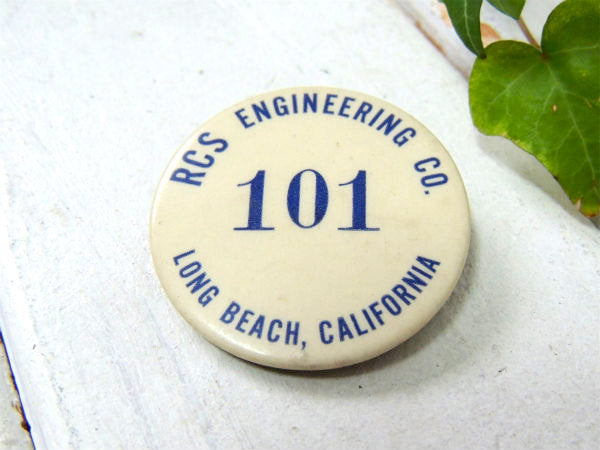 RCS ENGINEERING CO.
101
LONG BEACH, CALIFORNIA